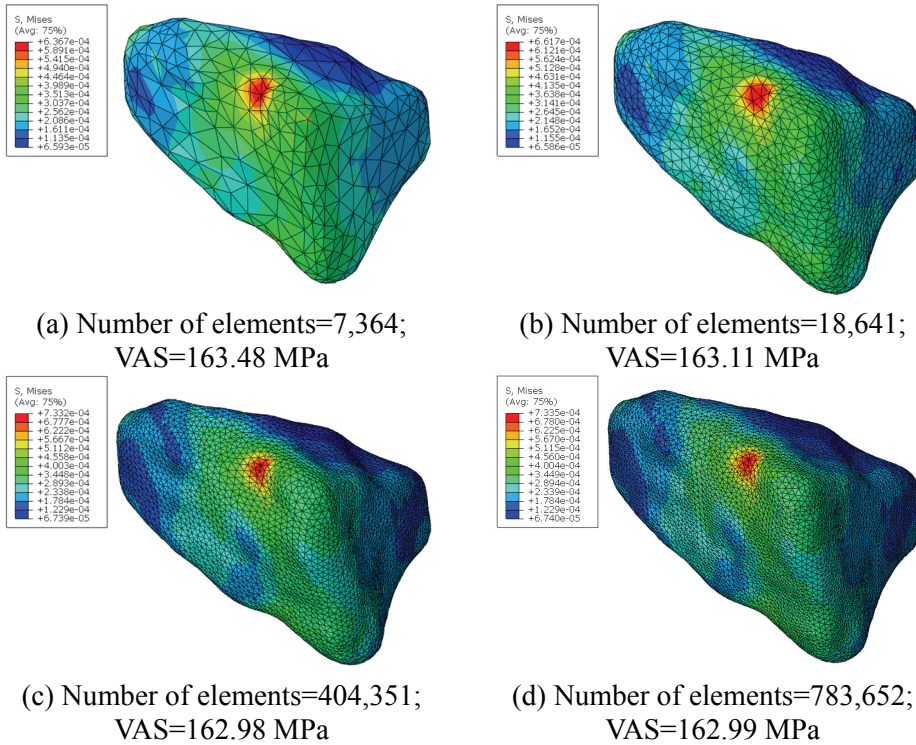 S, Mises
(Avg: 75%)
+6.367e-04
+5.891e-04
+5.415e-04
+4.940e-04
+4.464e-04
+3.989e-04
+3.513e-04
+3.037e-04
+2.562e-04
+2.086e-04
+1.611e-04
+1.135e-04
+6.593e-05
(a) Number of elements=7,364;
VAS=163.48 MPa
S, Mises
(Avg: 75%)
+6.617e-04
+6.121e-04
+5.624e-04
+5.128e-04
+4.631e-04
+4.135e-04
+3.638e-04
+3.141e-04
+2.645e-04
+2.148e-04
+1.652e-04
+1.155e-04
+6.586e-05
(b) Number of elements=18,641;
VAS=163.11 MPa
S, Mises
(Avg: 75%)
+7.332e-04
+6.777e-04
+6.222e-04
+5.667e-04
+5.112e-04
+4.558e-04
+4.003e-04
+3.448e-04
+2.893e-04
+2.338e-04
+1.784e-04
+1.229e-04
+6.739e-05
(c) Number of elements=404,351;
VAS=162.98 MPa
S, Mises
(Avg: 75%)
+7.335e-04
+6.780e-04
+6.225e-04
+5.670e-04
+5.115e-04
+4.560e-04
+4.004e-04
+3.449e-04
+2.894e-04
+2.339e-04
+1.784e-04
+1.229e-04
+6.740e-05
(d) Number of elements=783,652;
VAS=162.99 MPa